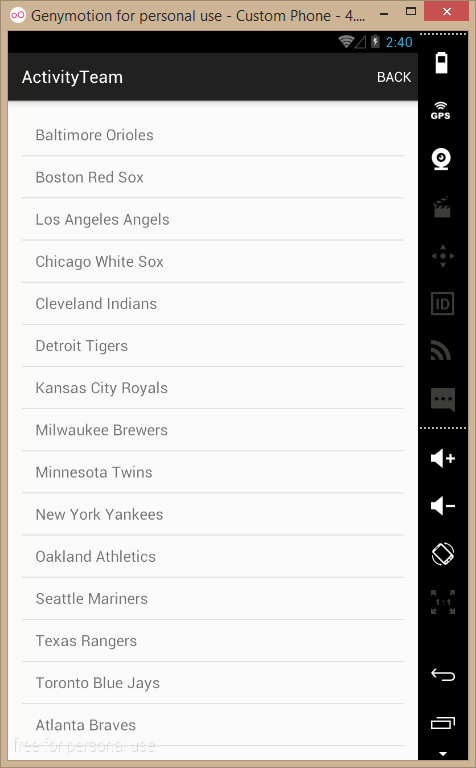 Genymotion for personal use - Custom Phone - 4....
2:40
ActivityTeam
BACK
GPS
Baltimore Orioles
Boston Red Sox
Los Angeles Angels
Chicago White Sox
Cleveland Indians
ID
Detroit Tigers
Kansas City Royals
Milwaukee Brewers
Minnesota Twins
New York Yankees
Oakland Athletics
Seattle Mariners
1:1
Texas Rangers
Toronto Blue Jays
Atlanta Braves
free for personal use